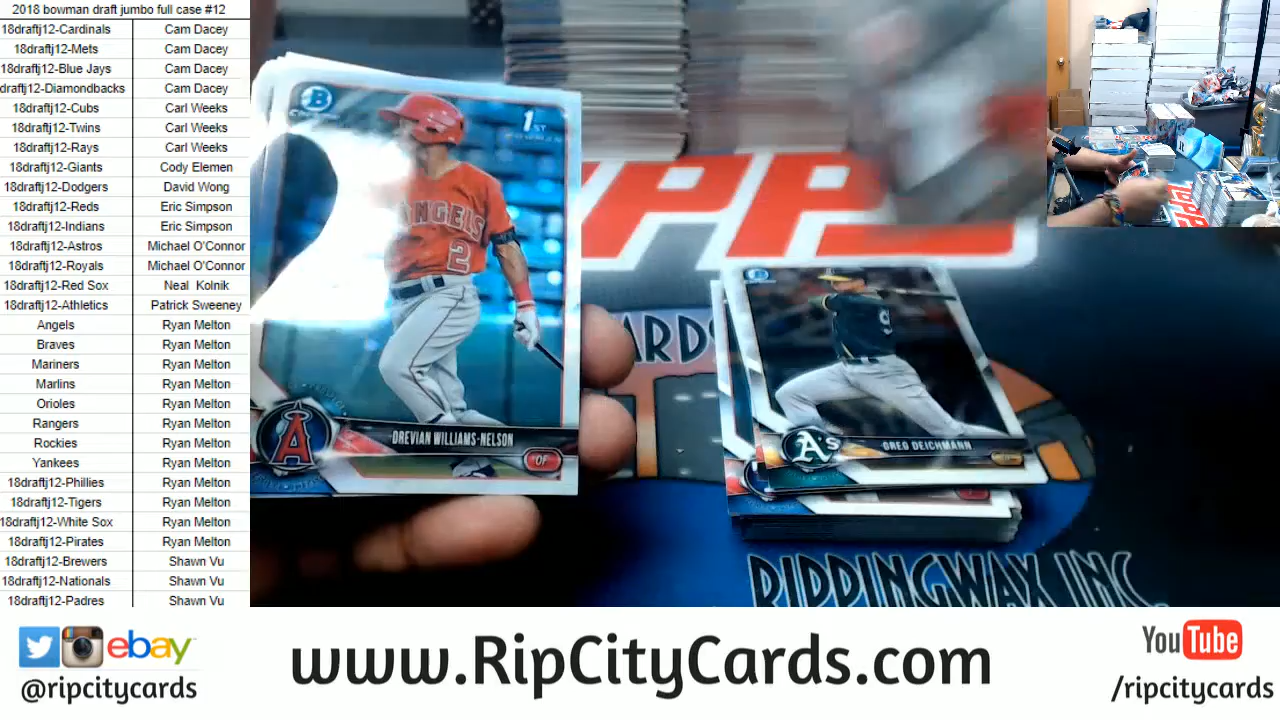 2018 bowman draft jumbo full case #12
18draftj12-Cardinals Cam Dacey
18draftj12-Mets Cam Dacey
18draftj12-Blue Jays Cam Dacey
draftj12-Diamondbacks Cam Dacey
18draftj12-Cubs Carl Weeks
18draftj12-Twins Carl Weeks
18draftj12-Rays Carl Weeks
18draftj12-Giants Cody Elemen
18draftj12-Dodgers David Wong
18draftj12-Reds Eric Simpson
18draftj12-Indians Eric Simpson
18draftj12-Astros Michael O'Connor
18draftj12-Royals Michael O'Connor
18draftj12-Red Sox Neal Kolnik
18draftj12-Athletics Patrick Sweeney
Angels Ryan Melton
Braves Ryan Melton
Mariners Ryan Melton
Marlins Ryan Melton
Orioles Ryan Melton
Rangers Ryan Melton
Rockies Ryan Melton
Yankees Ryan Melton
18draftj12-Phillies Ryan Melton
18draftj12-Tigers Ryan Melton
18draftj12-White Sox Ryan Melton
18draftj12-Pirates Ryan Melton
18draftj12-Brewers Shawn Vu
18draftj12-Nationals Shawn Vu
18draftj12-Padres Shawn Vu
B
1ST
ANGELS
2
A
DREVIAN WILLIAMS-NELSON
OF
PP
CARDS
A's
GREG DEICHMANN
RIPPINGWAX INC.
ebay
@ripcitycards
www.RipCityCards.com
YouTube
/ripcitycards